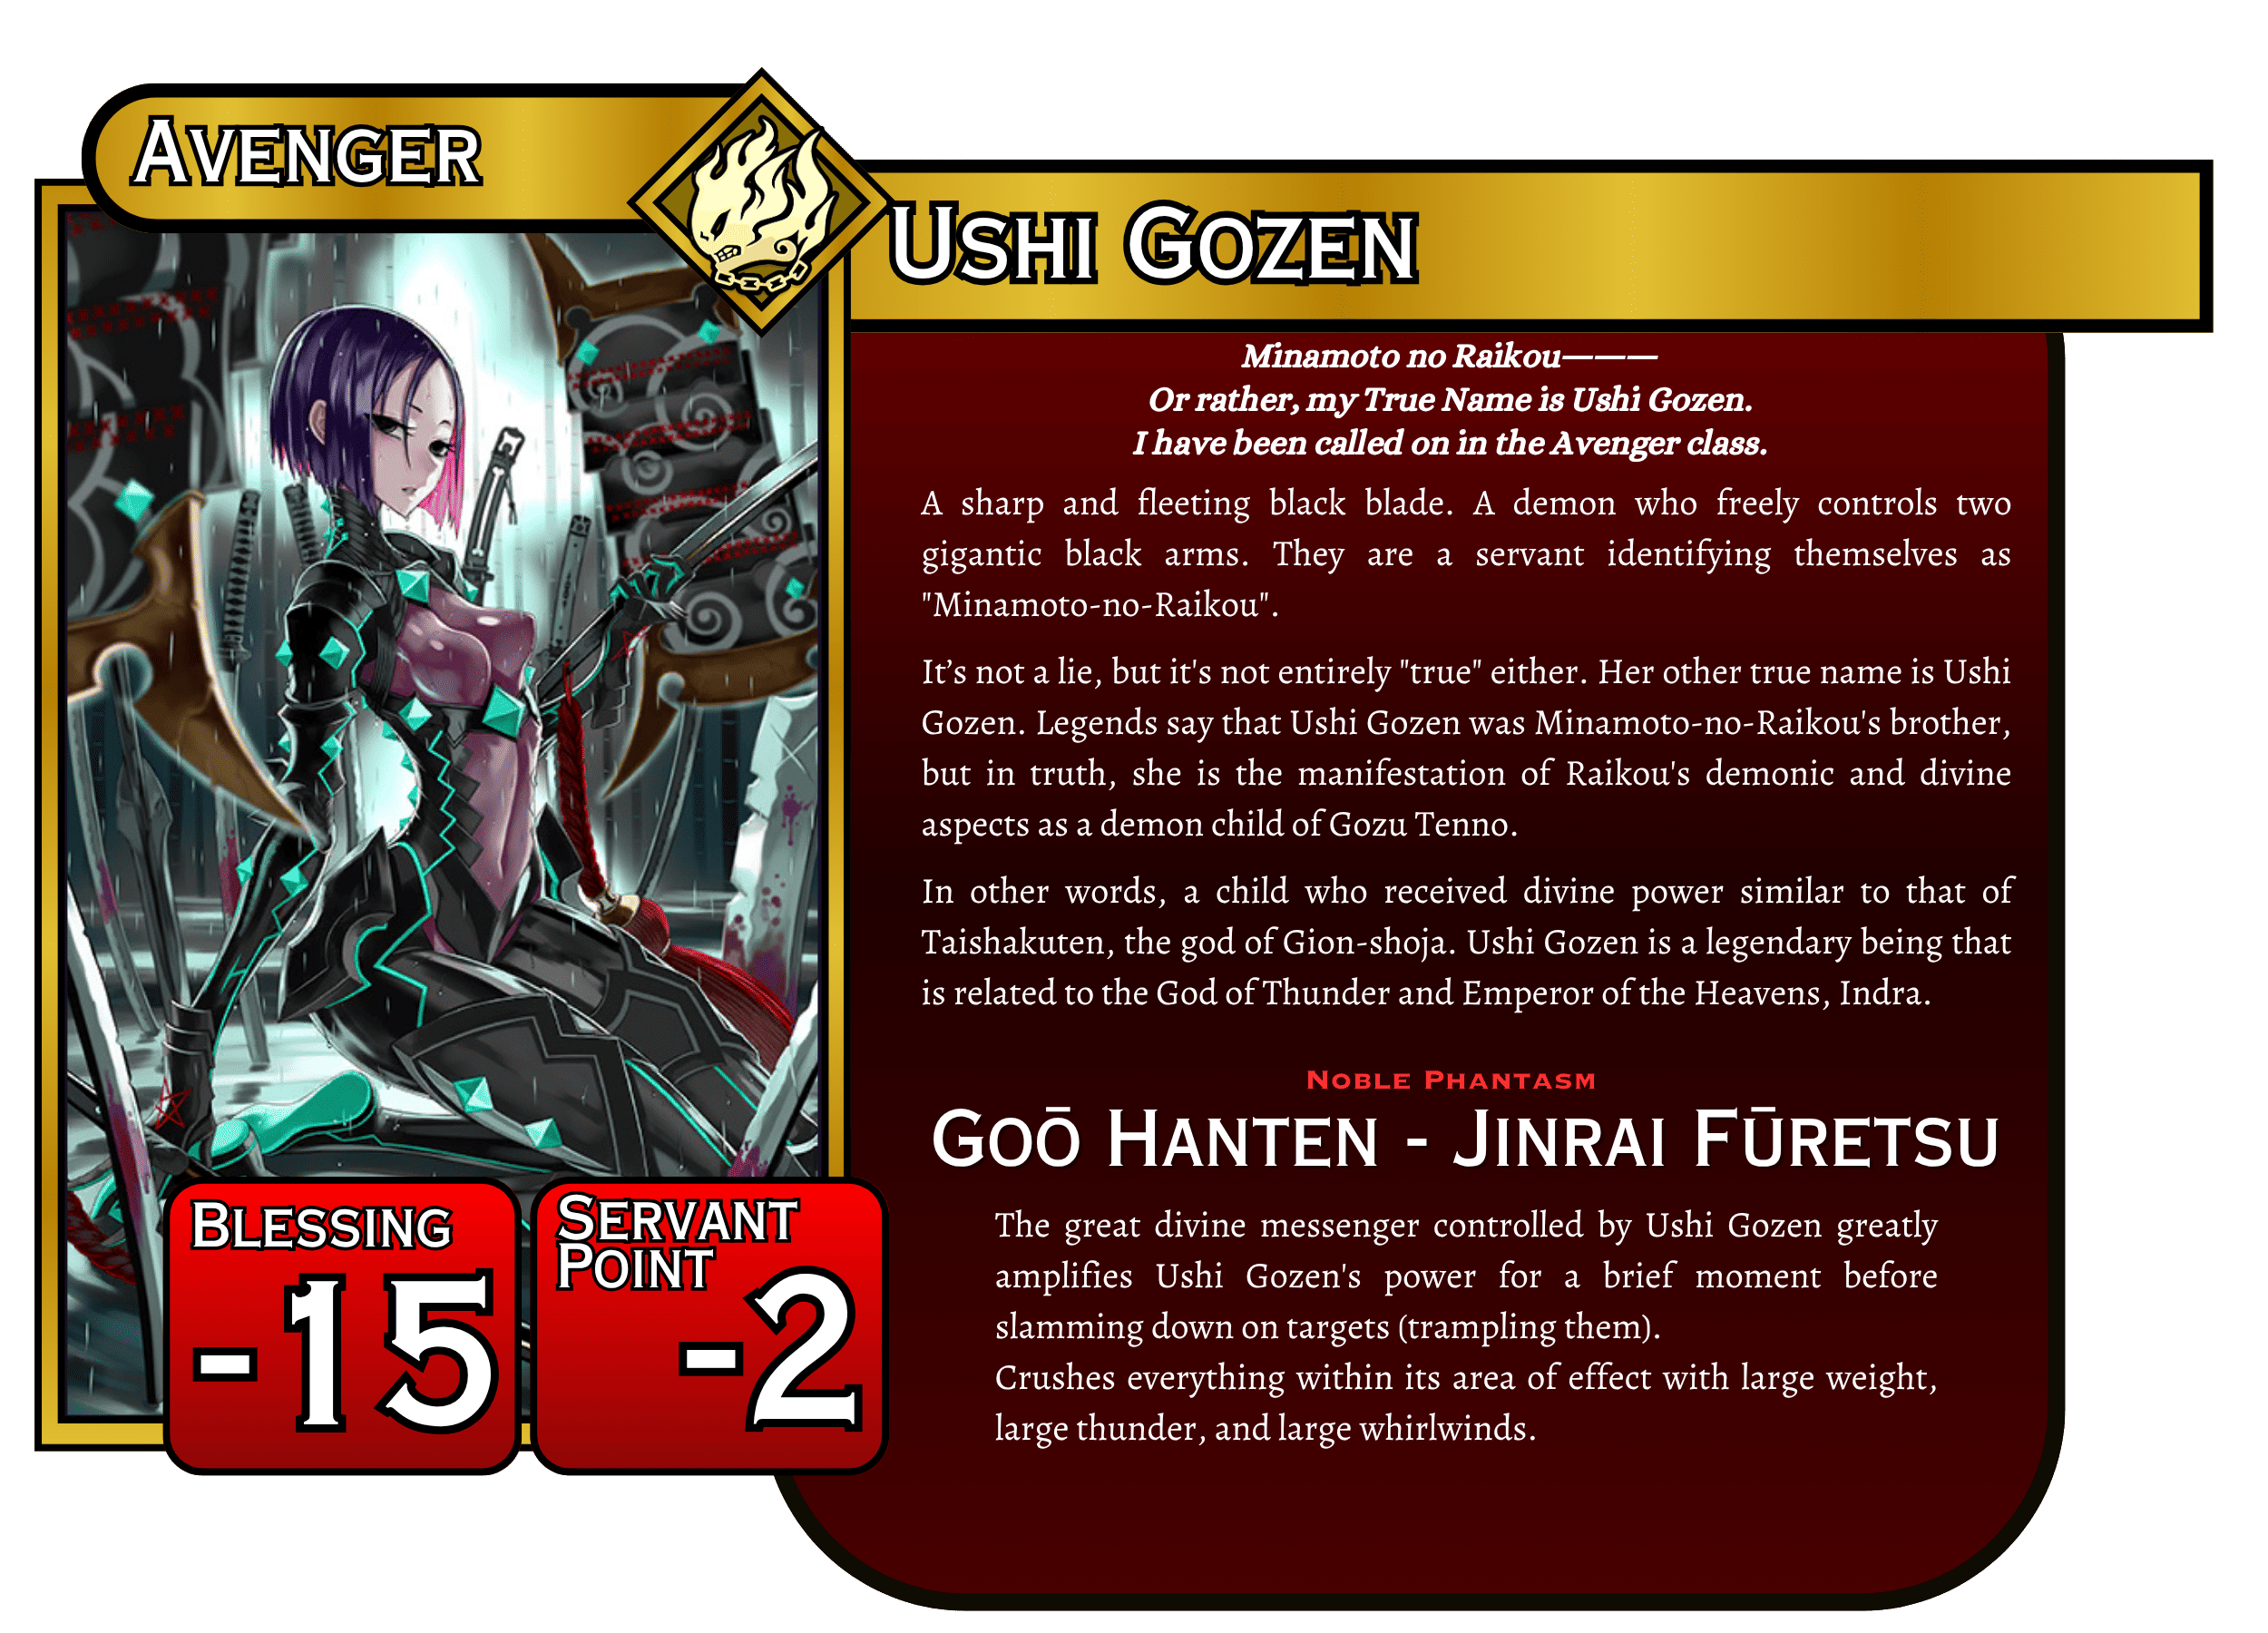 AVENGER
USHI GOZEN
Minamoto no Raikou———
Or rather, my True Name is Ushi Gozen.
I have been called on in the Avenger class.
A sharp and fleeting black blade. A demon who freely controls two
gigantic black arms. They are a servant identifying themselves as
"Minamoto-no-Raikou".
It’s not a lie, but it's not entirely "true" either. Her other true name is Ushi
Gozen. Legends say that Ushi Gozen was Minamoto-no-Raikou's brother,
but in truth, she is the manifestation of Raikou's demonic and divine
aspects as a demon child of Gozu Tenno.
In other words, a child who received divine power similar to that of
Taishakuten, the god of Gion-shoja. Ushi Gozen is a legendary being that
is related to the God of Thunder and Emperor of the Heavens, Indra.
NOBLE PHANTASM
GOŌ HANTEN - JINRAI FŪRETSU
The great divine messenger controlled by Ushi Gozen greatly
amplifies Ushi Gozen's power for a brief moment before
slamming down on targets (trampling them).
Crushes everything within its area of effect with large weight,
large thunder, and large whirlwinds.
BLESSING
-15
SERVANT
POINT
-2